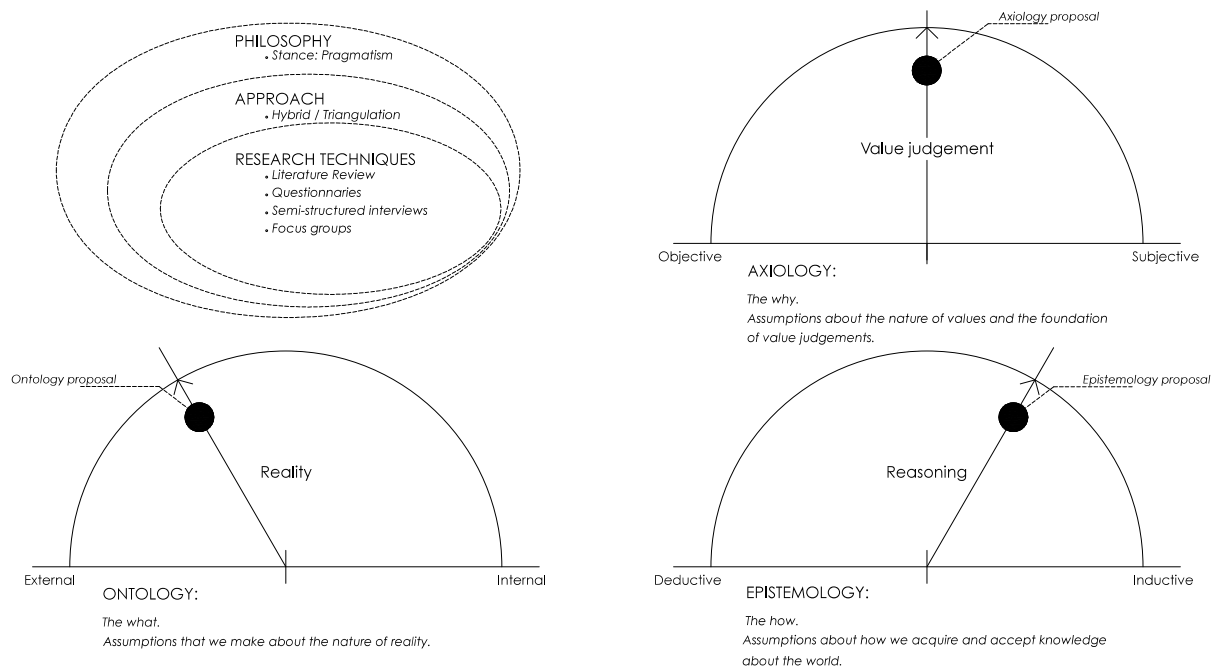 PHILOSOPHY
• Stance: Pragmatism
APPROACH
• Hybrid / Triangulation
RESEARCH TECHNIQUES
• Literature Review
• Questionnaries
• Semi-structured interviews
• Focus groups
Axiology proposal
Value judgement
Objective
Subjective
AXIOLOGY:
The why.
Assumptions about the nature of values and the foundation
of value judgements.
Ontology proposal
Reality
External
Internal
ONTOLOGY:
The what.
Assumptions that we make about the nature of reality.
Epistemology proposal
Reasoning
Deductive
Inductive
EPISTEMOLOGY:
The how.
Assumptions about how we acquire and accept knowledge
about the world.